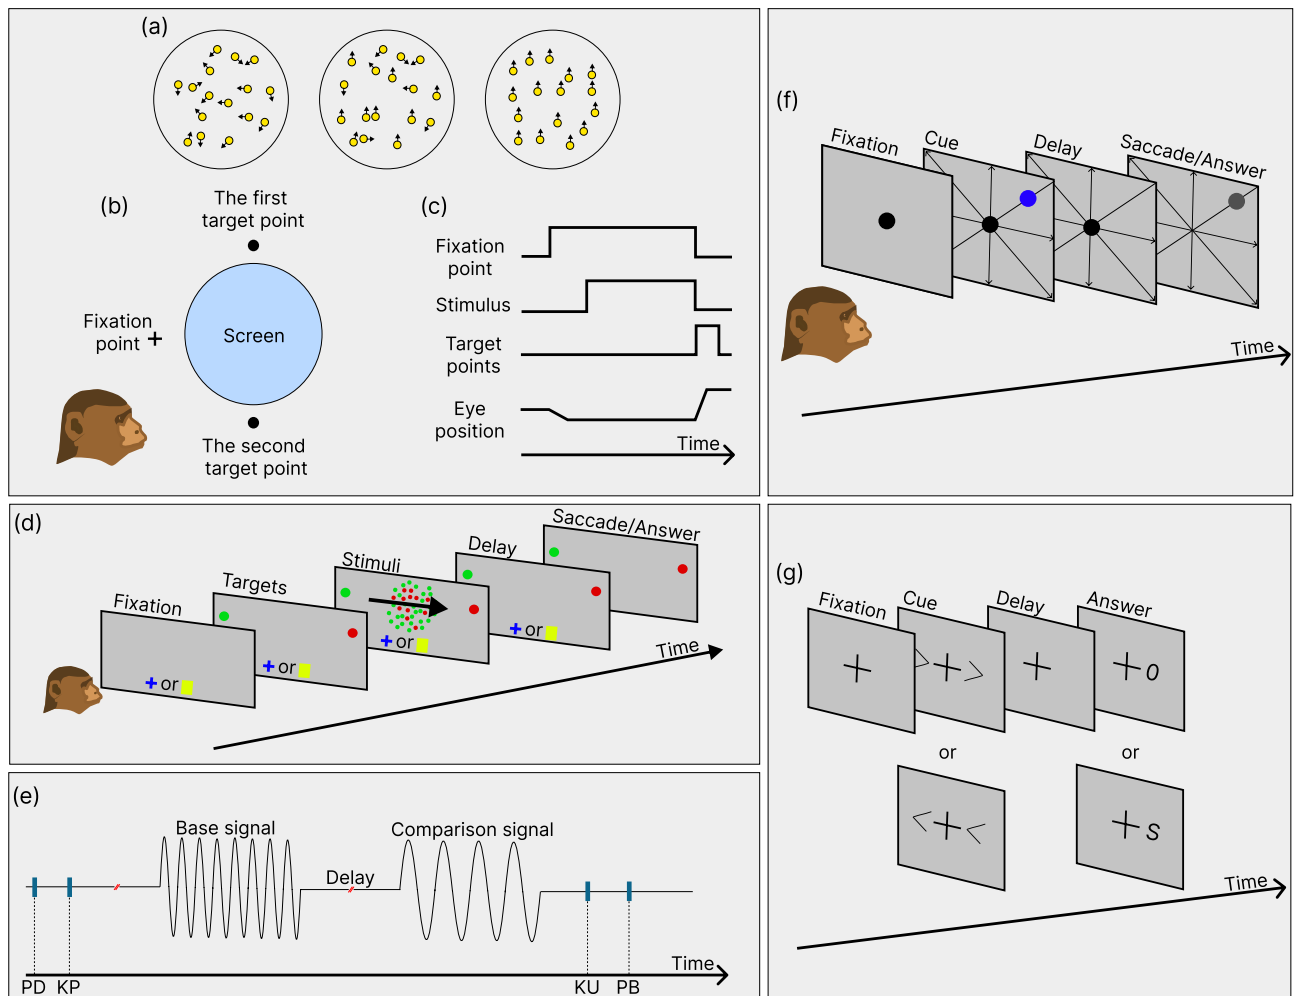 (a)
(b)
The first
target point
Fixation
point
Screen
The second
target point
(c)
Fixation
point
Stimulus
Target
points
Eye
position
Time
(d)
Fixation
Targets
Stimuli
Delay
Saccade/Answer
or
or
or
or
Time
(e)
Base signal
Delay
Comparison signal
Time
PD KP KU PB
(f)
Fixation
Cue
Delay
Saccade/Answer
Time
(g)
Fixation
Cue
Delay
Answer
O
or
or
S
Time